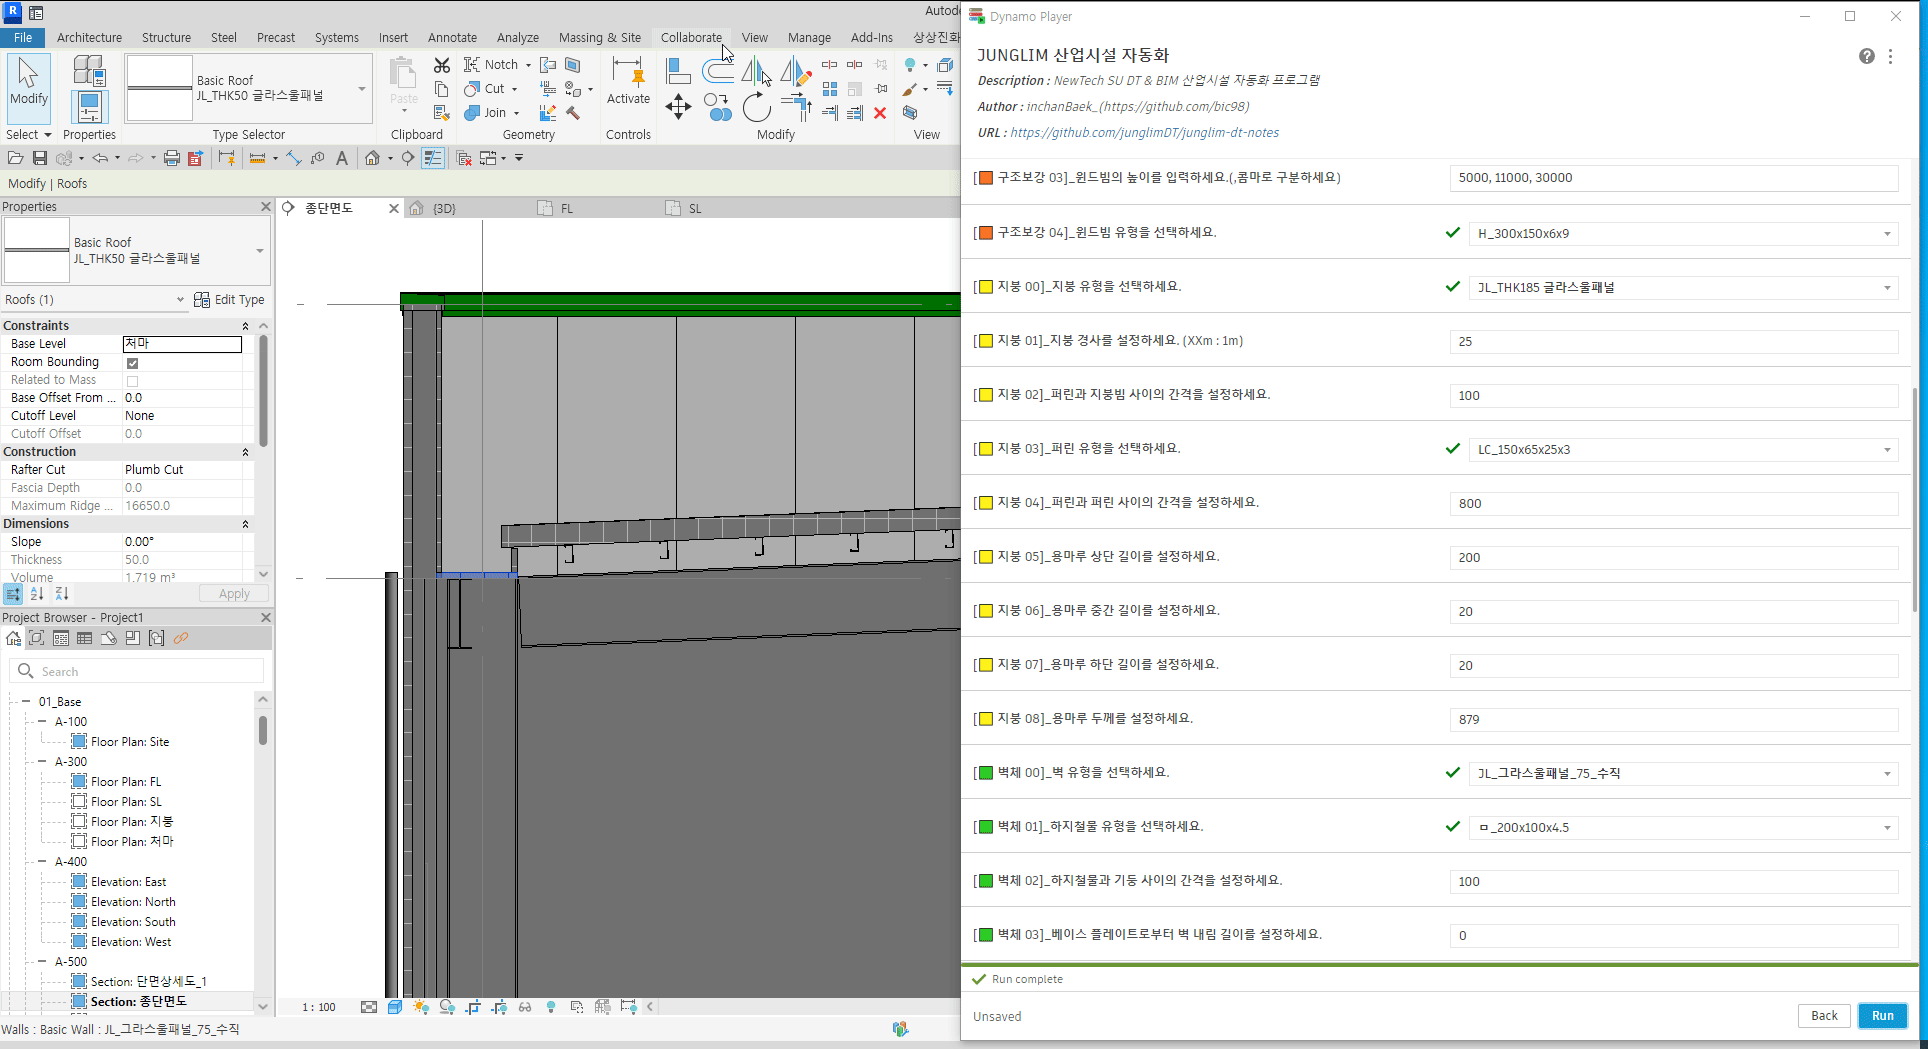 R
Autod
File
Architecture
Structure
Steel
Precast
Systems
Insert
Annotate
Analyze
Massing & Site
Collaborate
View
Manage
Add-Ins
상상진화
Modify
Basic Roof
JL_THK50 글라스울패널
Paste
Notch
Cut
Join
Activate
Select
Properties
Type Selector
Clipboard
Geometry
Controls
Modify
View
Modify | Roofs
Properties
종단면도
{3D}
FL
SL
Basic Roof
JL_THK50 글라스울패널
Roofs (1)
Edit Type
Constraints
Base Level 처마
Room Bounding
Related to Mass
Base Offset From ... 0.0
Cutoff Level None
Cutoff Offset 0.0
Construction
Rafter Cut Plumb Cut
Fascia Depth 0.0
Maximum Ridge ... 16650.0
Dimensions
Slope 0.00°
Thickness 50.0
Volume 1.719 m³
Apply
Project Browser - Project1
Search
01_Base
A-100
Floor Plan: Site
A-300
Floor Plan: FL
Floor Plan: SL
Floor Plan: 지붕
Floor Plan: 처마
A-400
Elevation: East
Elevation: North
Elevation: South
Elevation: West
A-500
Section: 단면상세도_1
Section: 종단면도
1 : 100
Walls : Basic Wall : JL_그라스울패널_75_수직
Dynamo Player
JUNGLIM 산업시설 자동화
Description : NewTech SU DT & BIM 산업시설 자동화 프로그램
Author : inchanBaek_(https://github.com/bic98)
URL : https://github.com/junglimDT/junglim-dt-notes
[🟧 구조보강 03]_윈드빔의 높이를 입력하세요.(,콤마로 구분하세요) 5000, 11000, 30000
[🟧 구조보강 04]_윈드빔 유형을 선택하세요. H_300x150x6x9
[🟨 지붕 00]_지붕 유형을 선택하세요. JL_THK185 글라스울패널
[🟨 지붕 01]_지붕 경사를 설정하세요. (XXm : 1m) 25
[🟨 지붕 02]_퍼린과 지붕빔 사이의 간격을 설정하세요. 100
[🟨 지붕 03]_퍼린 유형을 선택하세요. LC_150x65x25x3
[🟨 지붕 04]_퍼린과 퍼린 사이의 간격을 설정하세요. 800
[🟨 지붕 05]_용마루 상단 길이를 설정하세요. 200
[🟨 지붕 06]_용마루 중간 길이를 설정하세요. 20
[🟨 지붕 07]_용마루 하단 길이를 설정하세요. 20
[🟨 지붕 08]_용마루 두께를 설정하세요. 879
[🟩 벽체 00]_벽 유형을 선택하세요. JL_그라스울패널_75_수직
[🟩 벽체 01]_하지철물 유형을 선택하세요. ㅁ_200x100x4.5
[🟩 벽체 02]_하지철물과 기둥 사이의 간격을 설정하세요. 100
[🟩 벽체 03]_베이스 플레이트로부터 벽 내림 길이를 설정하세요. 0
Run complete
Unsaved
Back
Run